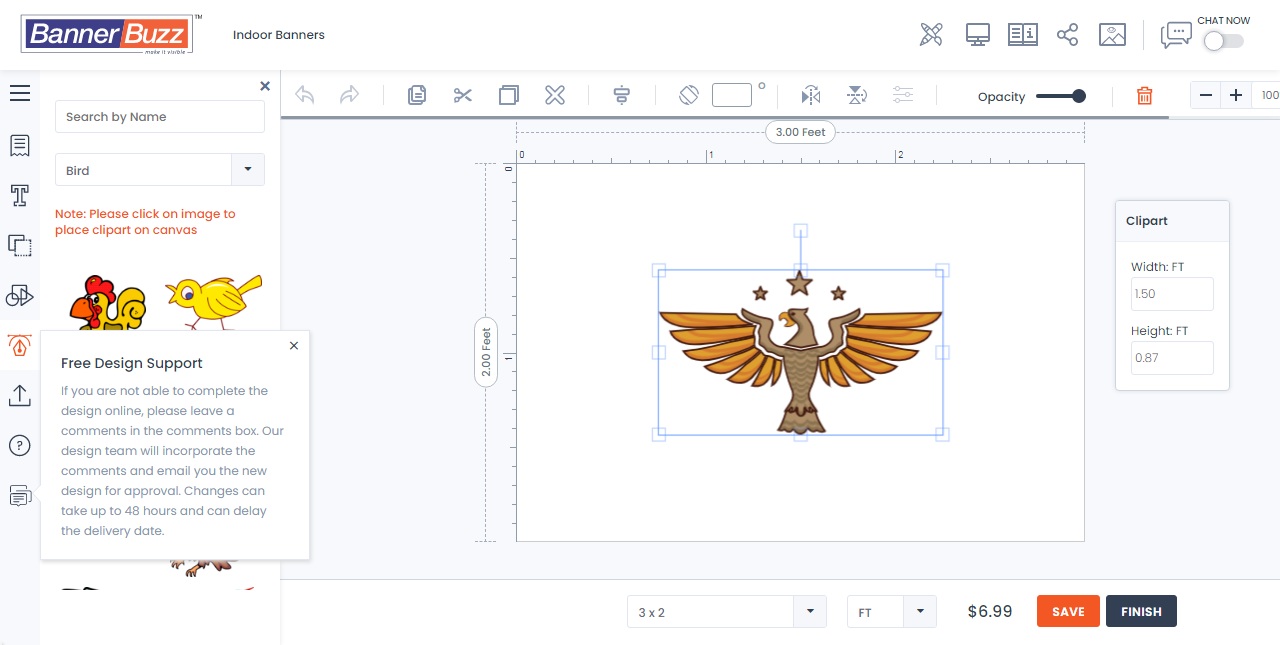 BannerBuzz
TM
make it visible
Indoor Banners
CHAT NOW
Search by Name
Bird
Note: Please click on image to
place clipart on canvas
Opacity
100
3.00 Feet
0
1
2
0
1
2.00 Feet
Clipart
Width: FT
1.50
Height: FT
0.87
Free Design Support
If you are not able to complete the
design online, please leave a
comments in the comments box. Our
design team will incorporate the
comments and email you the new
design for approval. Changes can
take up to 48 hours and can delay
the delivery date.
3 x 2
FT
$6.99
SAVE
FINISH